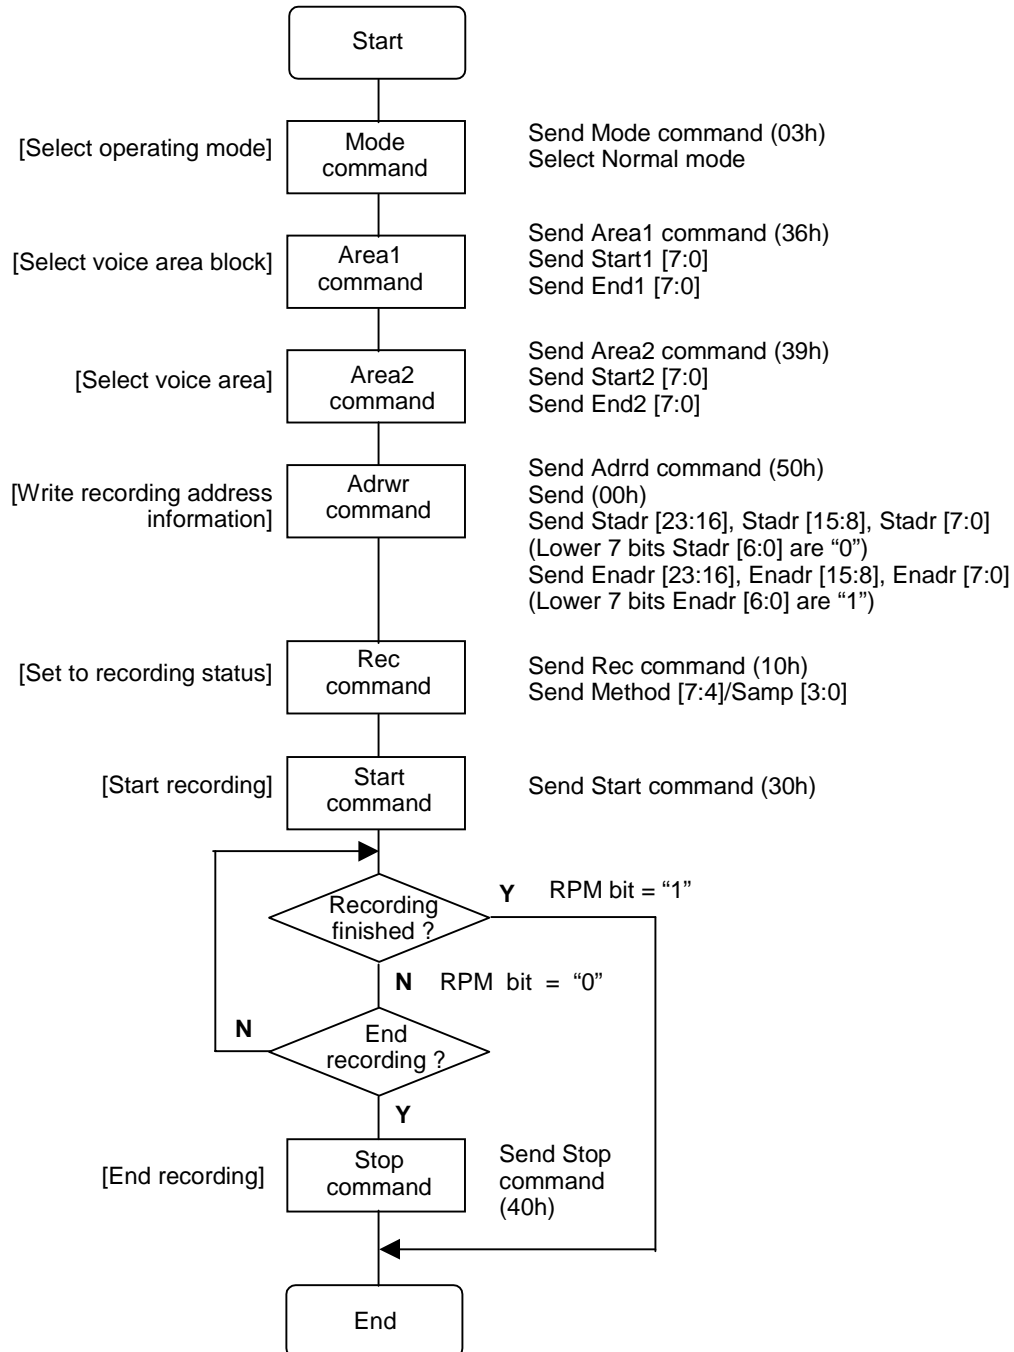 Start
[Select operating mode]
Mode
command
Send Mode command (03h)
Select Normal mode
[Select voice area block]
Area1
command
Send Area1 command (36h)
Send Start1 [7:0]
Send End1 [7:0]
[Select voice area]
Area2
command
Send Area2 command (39h)
Send Start2 [7:0]
Send End2 [7:0]
[Write recording address
information]
Adrwr
command
Send Adrrd command (50h)
Send (00h)
Send Stadr [23:16], Stadr [15:8], Stadr [7:0]
(Lower 7 bits Stadr [6:0] are “0”)
Send Enadr [23:16], Enadr [15:8], Enadr [7:0]
(Lower 7 bits Enadr [6:0] are “1”)
[Set to recording status]
Rec
command
Send Rec command (10h)
Send Method [7:4]/Samp [3:0]
[Start recording]
Start
command
Send Start command (30h)
Recording
finished ?
Y RPM bit = “1”
N RPM bit = “0”
N
End
recording ?
Y
[End recording]
Stop
command
Send Stop
command
(40h)
End